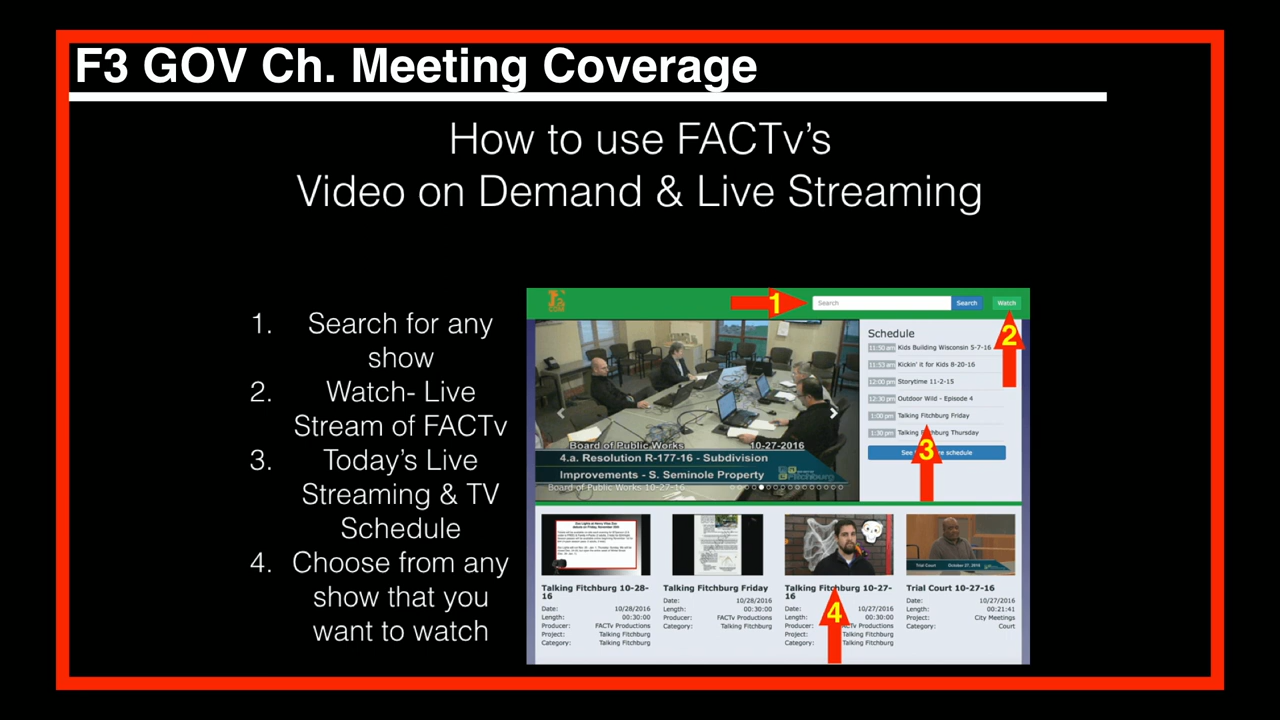 F3 GOV Ch. Meeting Coverage
How to use FACTv's
Video on Demand & Live Streaming
1. Search for any
show
2. Watch- Live
Stream of FACTv
3. Today's Live
Streaming & TV
Schedule
4. Choose from any
show that you
want to watch
1
Search
Search
Watch
2
Schedule
11:50 am Kids Building Wisconsin 5-7-16
11:53 am Kickin' it for Kids 8-20-16
12:00 pm Storytime 11-2-15
12:30 pm Outdoor Wild - Episode 4
1:00 pm Talking Fitchburg Friday
1:30 pm Talking Fitchburg Thursday
3
See schedule
Board of Public Works 10-27-2016
4.a. Resolution R-177-16 - Subdivision
Improvements - S. Seminole Property
Fitchburg
Board of Public Works 10-27-16
Trial Court October 27, 2016
Talking Fitchburg 10-28-
16
Date: 10/28/2016
Length: 00:30:00
Producer: FACTv Productions
Project: Talking Fitchburg
Category: Talking Fitchburg
Talking Fitchburg Friday
Date: 10/28/2016
Length: 00:30:00
Producer: FACTv Productions
Category: Talking Fitchburg
Talking Fitchburg 10-27-
16
Date: 10/27/2016
Length: 00:30:00
Producer: FACTv Productions
Project: Talking Fitchburg
Category: Talking Fitchburg
4
Trial Court 10-27-16
Date: 10/27/2016
Length: 00:21:41
Project: City Meetings
Category: Court